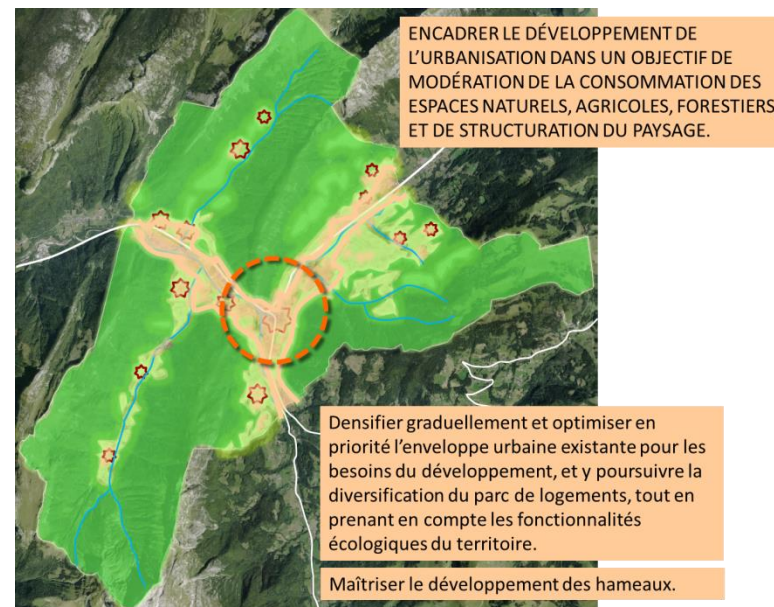 ENCADRER LE DÉVELOPPEMENT DE
L’URBANISATION DANS UN OBJECTIF DE
MODÉRATION DE LA CONSOMMATION DES
ESPACES NATURELS, AGRICOLES, FORESTIERS
ET DE STRUCTURATION DU PAYSAGE.
Densifier graduellement et optimiser en
priorité l’enveloppe urbaine existante pour les
besoins du développement, et y poursuivre la
diversification du parc de logements, tout en
prenant en compte les fonctionnalités
écologiques du territoire.
Maîtriser le développement des hameaux.